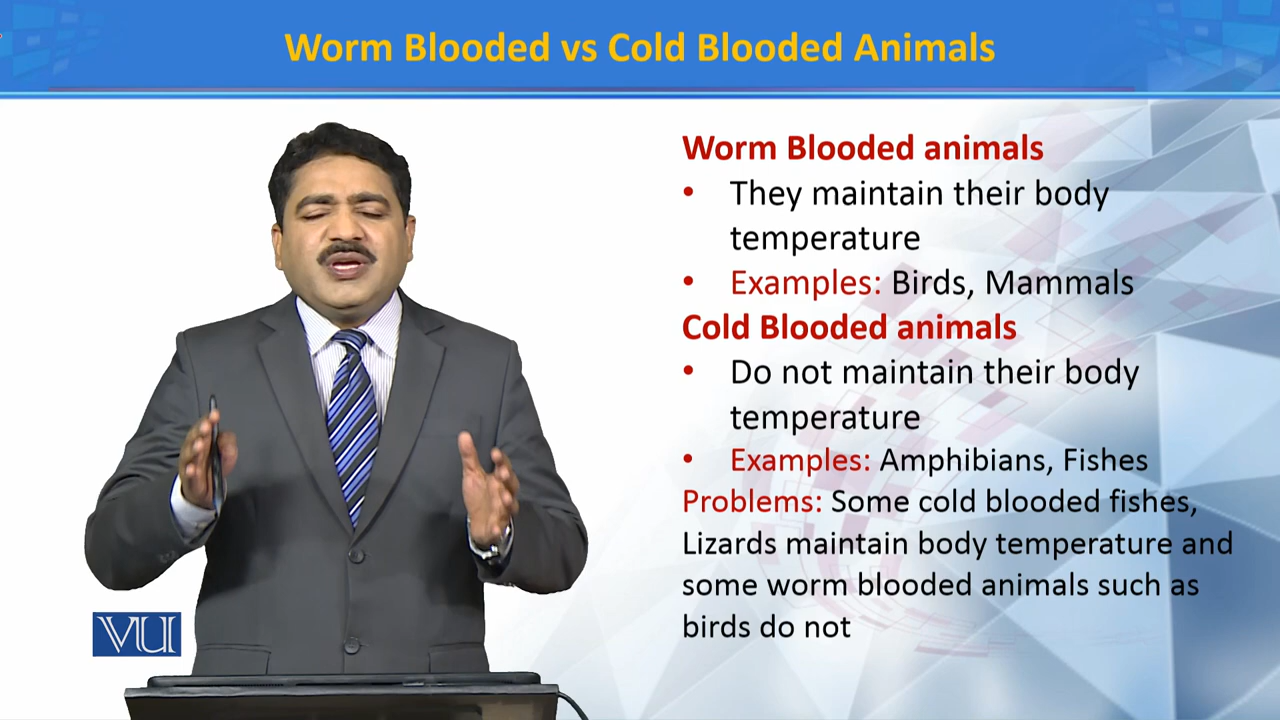 Worm Blooded vs Cold Blooded Animals
Worm Blooded animals
• They maintain their body
temperature
• Examples: Birds, Mammals
Cold Blooded animals
• Do not maintain their body
temperature
• Examples: Amphibians, Fishes
Problems: Some cold blooded fishes,
Lizards maintain body temperature and
some worm blooded animals such as
birds do not
VU